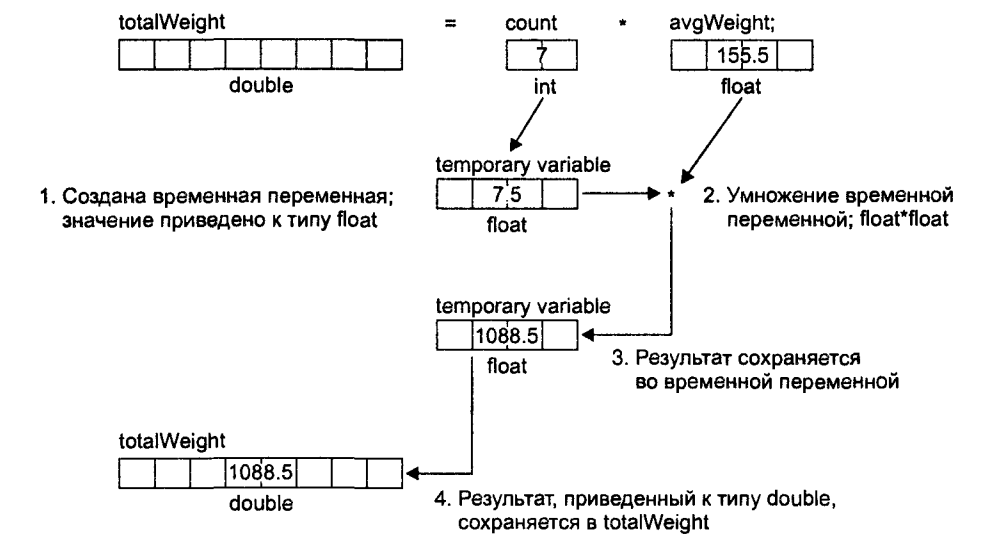 totalWeight = count * avgWeight;
7 155.5
double int float
temporary variable
7.5 *
float
1. Создана временная переменная;
значение приведено к типу float
2. Умножение временной
переменной; float*float
temporary variable
1088.5
float
3. Результат сохраняется
во временной переменной
totalWeight
1088.5
double
4. Результат, приведенный к типу double,
сохраняется в totalWeight